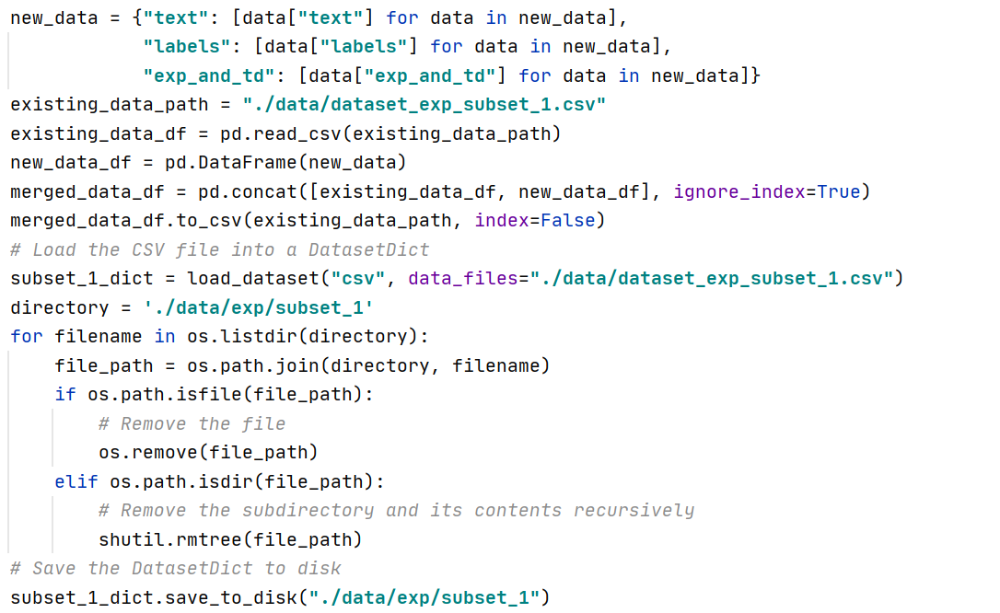 new_data = {"text": [data["text"] for data in new_data],
            "labels": [data["labels"] for data in new_data],
            "exp_and_td": [data["exp_and_td"] for data in new_data]}
existing_data_path = "./data/dataset_exp_subset_1.csv"
existing_data_df = pd.read_csv(existing_data_path)
new_data_df = pd.DataFrame(new_data)
merged_data_df = pd.concat([existing_data_df, new_data_df], ignore_index=True)
merged_data_df.to_csv(existing_data_path, index=False)
# Load the CSV file into a DatasetDict
subset_1_dict = load_dataset("csv", data_files="./data/dataset_exp_subset_1.csv")
directory = './data/exp/subset_1'
for filename in os.listdir(directory):
    file_path = os.path.join(directory, filename)
    if os.path.isfile(file_path):
        # Remove the file
        os.remove(file_path)
    elif os.path.isdir(file_path):
        # Remove the subdirectory and its contents recursively
        shutil.rmtree(file_path)
# Save the DatasetDict to disk
subset_1_dict.save_to_disk("./data/exp/subset_1")